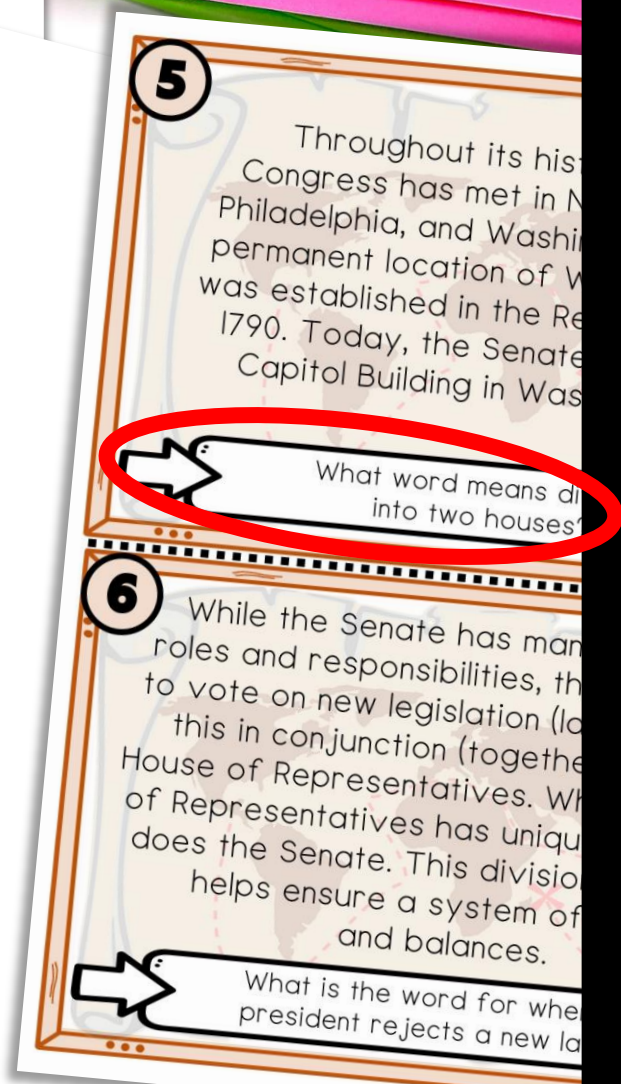 5
Throughout its his
Congress has met in N
Philadelphia, and Washi
permanent location of W
was established in the Re
1790. Today, the Senate
Capitol Building in Was
What word means di
into two houses?
6
While the Senate has man
roles and responsibilities, th
to vote on new legislation (la
this in conjunction (togethe
House of Representatives. Wh
of Representatives has uniqu
does the Senate. This divisio
helps ensure a system of
and balances.
What is the word for whe
president rejects a new la